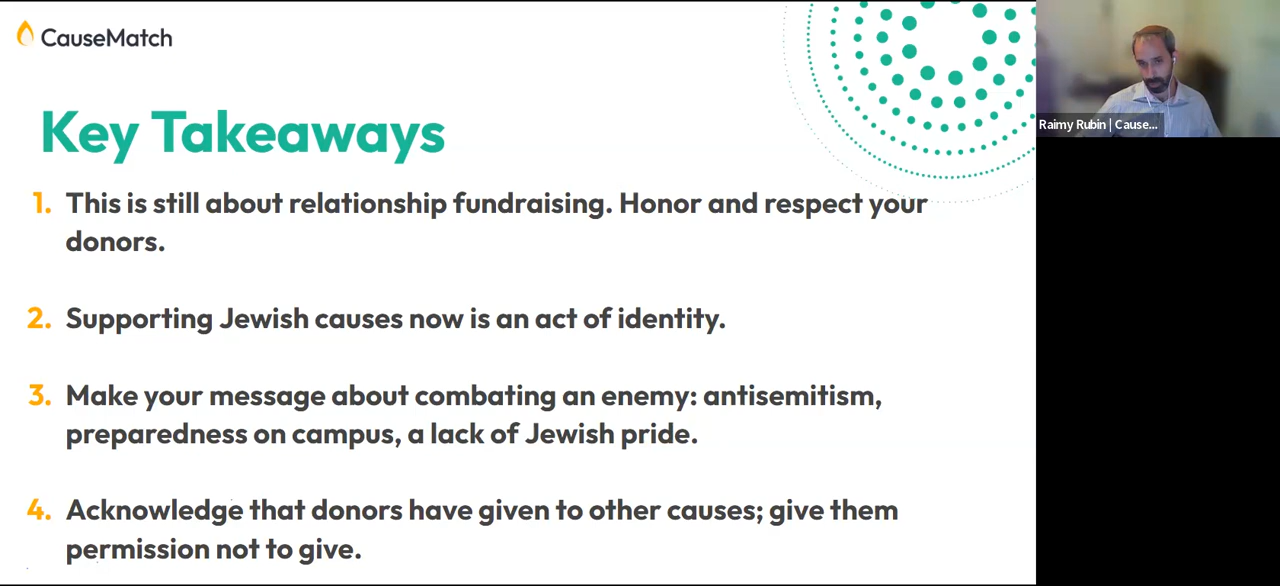 CauseMatch
Key Takeaways
1. This is still about relationship fundraising. Honor and respect your
donors.
2. Supporting Jewish causes now is an act of identity.
3. Make your message about combating an enemy: antisemitism,
preparedness on campus, a lack of Jewish pride.
4. Acknowledge that donors have given to other causes; give them
permission not to give.
Raimy Rubin | Cause...